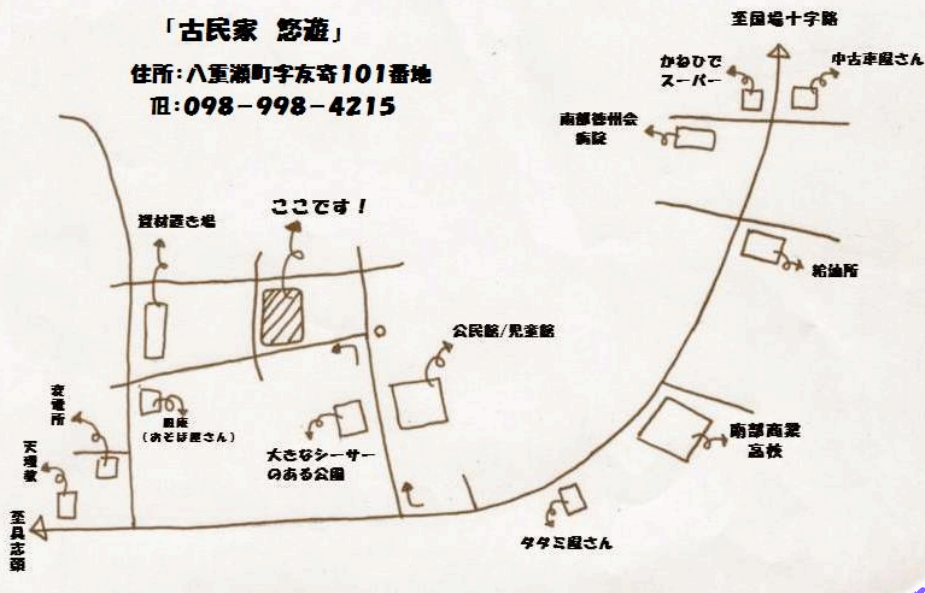 「古民家 悠遊」
住所：八重瀬町字友寄101番地
℡：098－998－4215
至国場十字路
かねひで
スーパー
中古車屋さん
南部徳州会
病院
給油所
ここです！
資材置き場
公民館/児童館
変電所
（おそば屋さん）
天理教
大きなシーサー
のある公園
南部商業
高校
タタミ屋さん
至具志頭